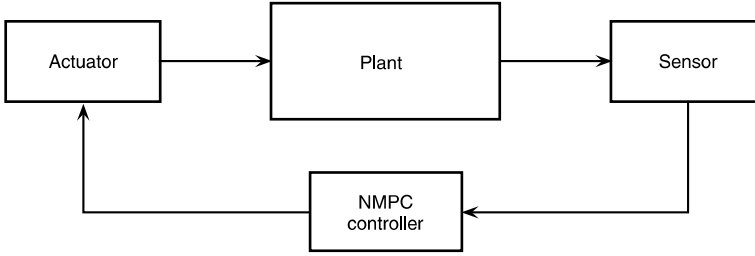 Actuator
Plant
Sensor
NMPC
controller